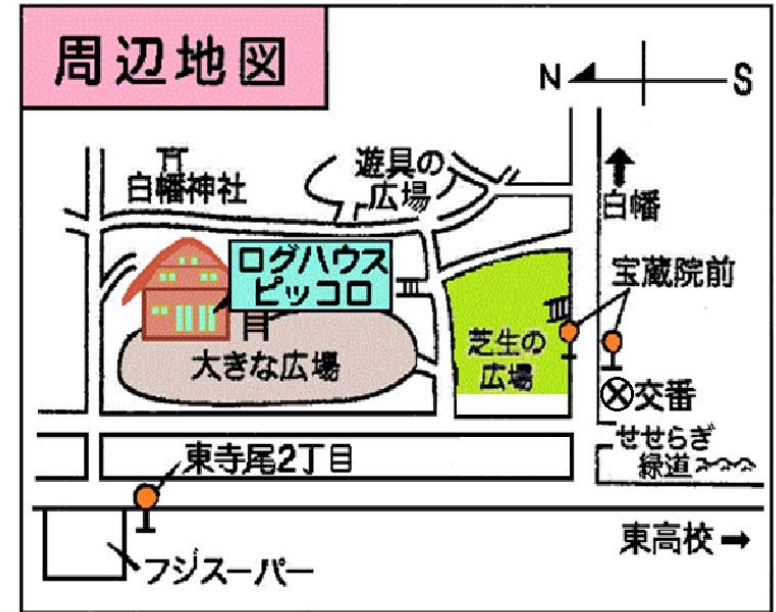 周辺地図
N
S
白幡神社
遊具の
広場
白幡
ログハウス
ピッコロ
宝蔵院前
大きな広場
芝生の
広場
交番
せせらぎ
緑道
東寺尾2丁目
東高校
フジスーパー